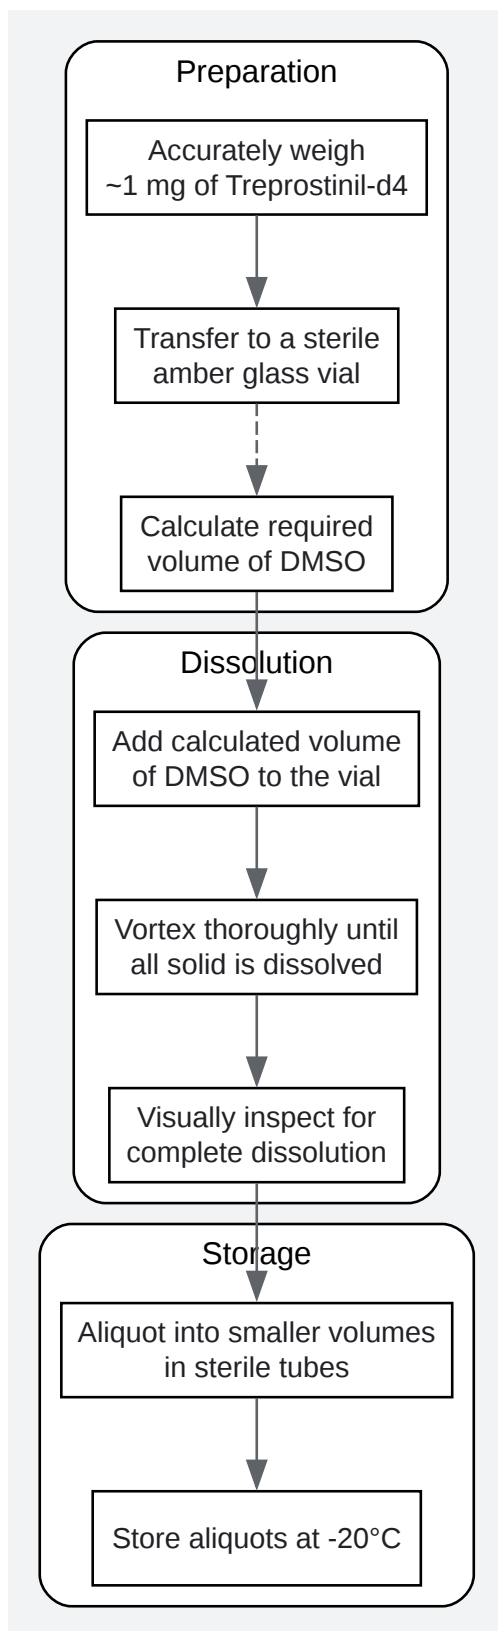 Preparation
Accurately weigh
~1 mg of Treprostinil-d4
Transfer to a sterile
amber glass vial
Calculate required
volume of DMSO
Dissolution
Add calculated volume
of DMSO to the vial
Vortex thoroughly until
all solid is dissolved
Visually inspect for
complete dissolution
Storage
Aliquot into smaller volumes
in sterile tubes
Store aliquots at -20°C